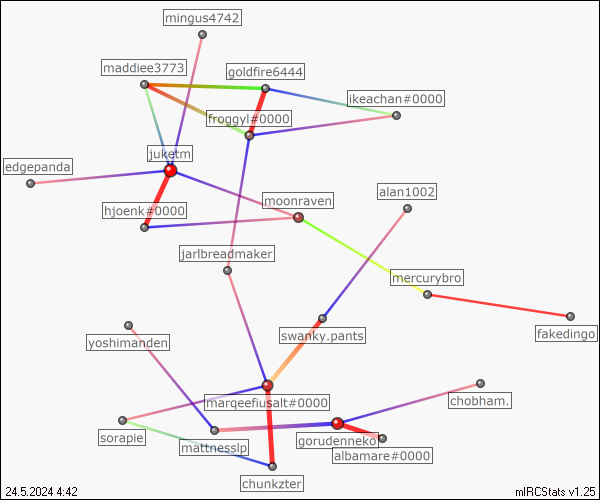 mingus4742
maddiee3773
goldfire6444
ikeachan#0000
froggyl#0000
juketm
edgepanda
alan1002
moonraven
hjoenk#0000
jarlbreadmaker
mercurybro
fakedingo
swanky.pants
yoshimanden
marqeefiusalt#0000
chobham.
sorapie
gorudenneko
mattnesslp
albamare#0000
chunkzter
24.5.2024 4:42
mIRCStats v1.25